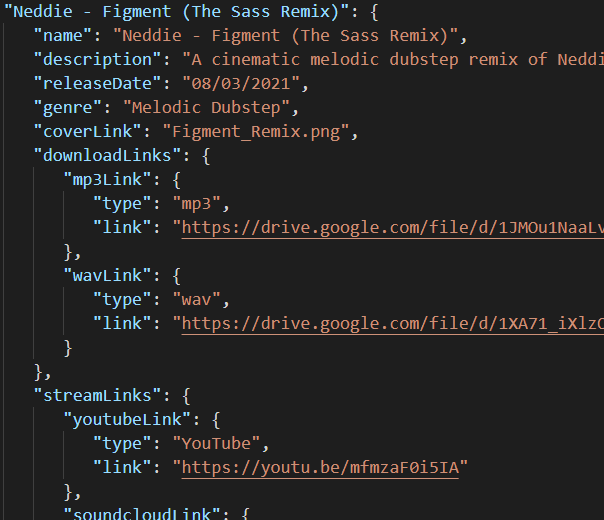 "Neddie - Figment (The Sass Remix)": {
"name": "Neddie - Figment (The Sass Remix)",
"description": "A cinematic melodic dubstep remix of Neddi
"releaseDate": "08/03/2021",
"genre": "Melodic Dubstep",
"coverLink": "Figment_Remix.png",
"downloadLinks": {
"mp3Link": {
"type": "mp3",
"link": "https://drive.google.com/file/d/1JMOu1NaaLv
},
"wavLink": {
"type": "wav",
"link": "https://drive.google.com/file/d/1XA71_iXlzC
}
},
"streamLinks": {
"youtubeLink": {
"type": "YouTube",
"link": "https://youtu.be/mfmzaF0i5IA"
},
"soundcloudLink": {